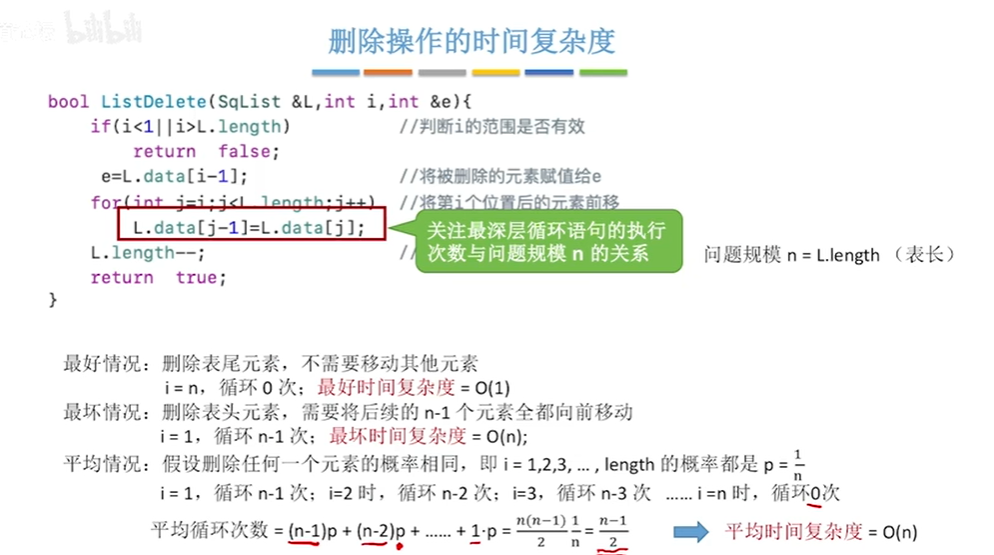 bilibili
删除操作的时间复杂度
bool ListDelete(SqList &L,int i,int &e){
if(i<1||i>L.length) //判断i的范围是否有效
return false;
e=L.data[i-1]; //将被删除的元素赋值给e
for(int j=i;j<L.length;j++) //将第i个位置后的元素前移
L.data[j-1]=L.data[j];
关注最深层循环语句的执行
次数与问题规模 n 的关系
L.length--; //
return true;
}
问题规模 n = L.length （表长）
最好情况：删除表尾元素，不需要移动其他元素
i = n，循环 0 次；最好时间复杂度 = O(1)
最坏情况：删除表头元素，需要将后续的 n-1 个元素全都向前移动
i = 1，循环 n-1 次；最坏时间复杂度 = O(n);
平均情况：假设删除任何一个元素的概率相同，即 i = 1,2,3, … , length 的概率都是 p = 1/n
i = 1，循环 n-1 次；i=2 时，循环 n-2 次；i=3，循环 n-3 次 …… i =n 时，循环0次
平均循环次数 = (n-1)p + (n-2)p + …… + 1·p = n(n−1)/2 1/n = n−1/2 平均时间复杂度 = O(n)